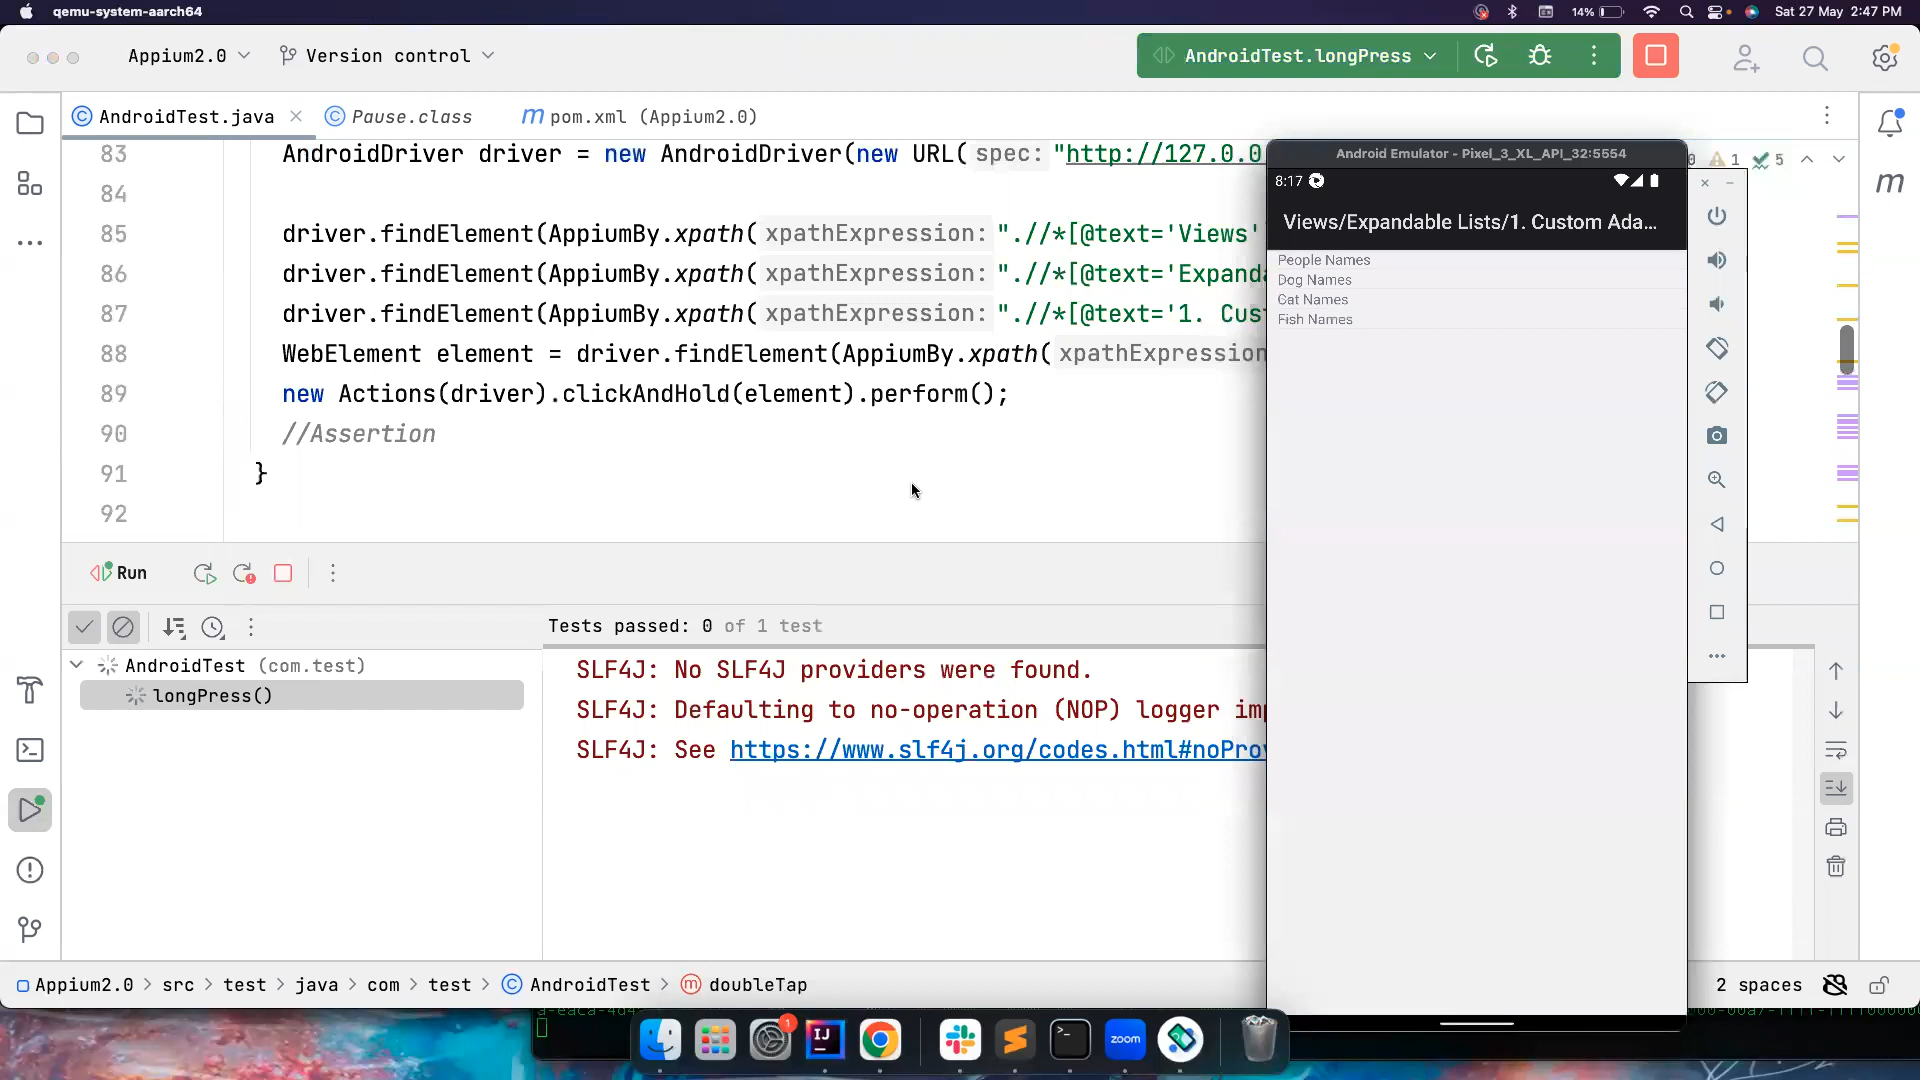 qemu-system-aarch64
14%
Sat 27 May 2:47 PM
Appium2.0
Version control
AndroidTest.longPress
AndroidTest.java
Pause.class
pom.xml (Appium2.0)
83 AndroidDriver driver = new AndroidDriver(new URL( spec: "http://127.0.0
84
85 driver.findElement(AppiumBy.xpath( xpathExpression: ".//*[@text='Views'
86 driver.findElement(AppiumBy.xpath( xpathExpression: ".//*[@text='Expanda
87 driver.findElement(AppiumBy.xpath( xpathExpression: ".//*[@text='1. Cus
88 WebElement element = driver.findElement(AppiumBy.xpath( xpathExpression
89 new Actions(driver).clickAndHold(element).perform();
90 //Assertion
91 }
92
1
5
Android Emulator - Pixel_3_XL_API_32:5554
8:17
Views/Expandable Lists/1. Custom Ada...
People Names
Dog Names
Cat Names
Fish Names
Run
Tests passed: 0 of 1 test
AndroidTest (com.test)
longPress()
SLF4J: No SLF4J providers were found.
SLF4J: Defaulting to no-operation (NOP) logger im
SLF4J: See https://www.slf4j.org/codes.html#noPro
Appium2.0 > src > test > java > com > test > AndroidTest > doubleTap
2 spaces
1
IJ
zoom